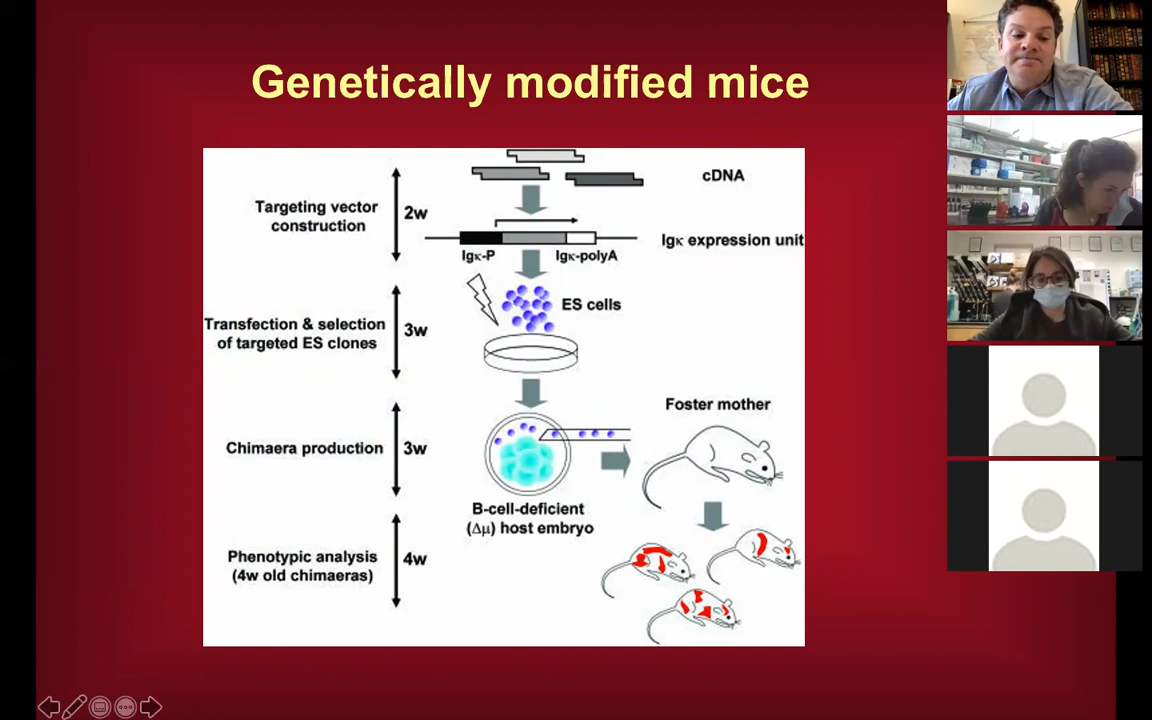 Genetically modified mice
cDNA
Targeting vector
construction
2w
Igκ expression unit
Igκ-P
Igκ-polyA
ES cells
Transfection & selection
of targeted ES clones
3w
Foster mother
Chimaera production
3w
B-cell-deficient
(Δμ) host embryo
Phenotypic analysis
(4w old chimaeras)
4w